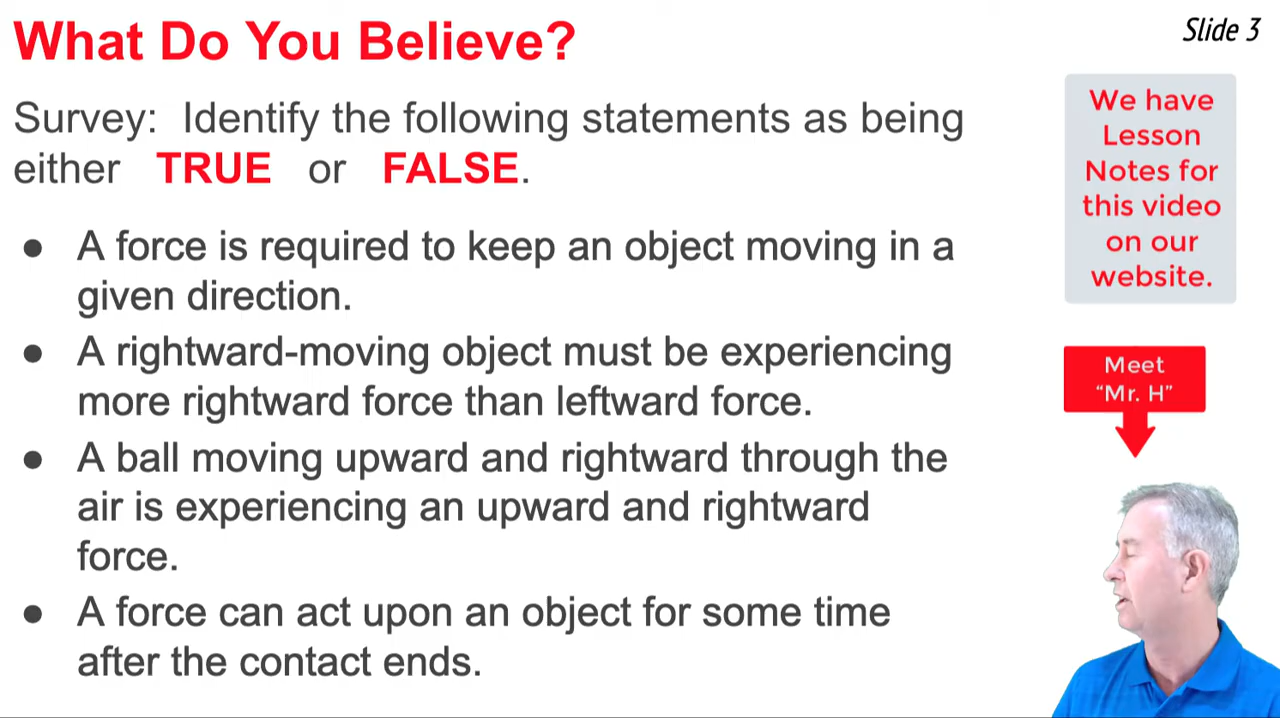 What Do You Believe?
Slide 3
Survey: Identify the following statements as being
either TRUE or FALSE.
● A force is required to keep an object moving in a
given direction.
● A rightward-moving object must be experiencing
more rightward force than leftward force.
● A ball moving upward and rightward through the
air is experiencing an upward and rightward
force.
● A force can act upon an object for some time
after the contact ends.
We have
Lesson
Notes for
this video
on our
website.
Meet
“Mr. H”